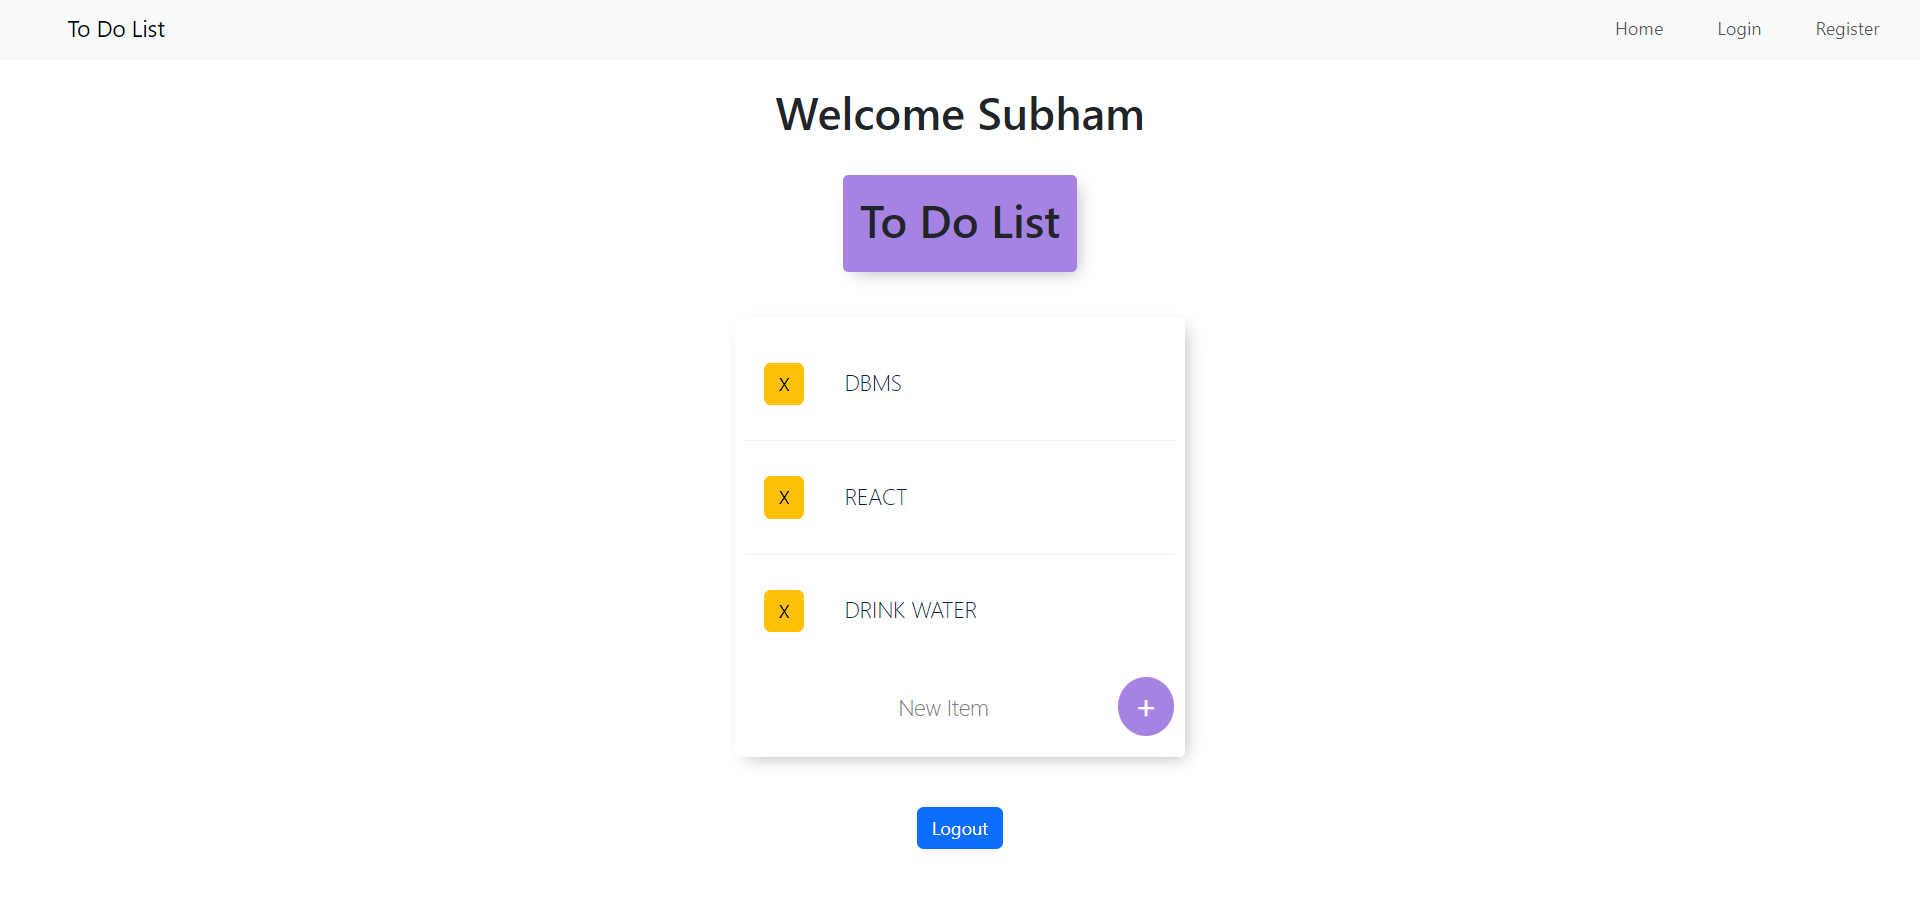 To Do List Home Login Register
Welcome Subham
To Do List
X DBMS
X REACT
X DRINK WATER
New Item +
Logout